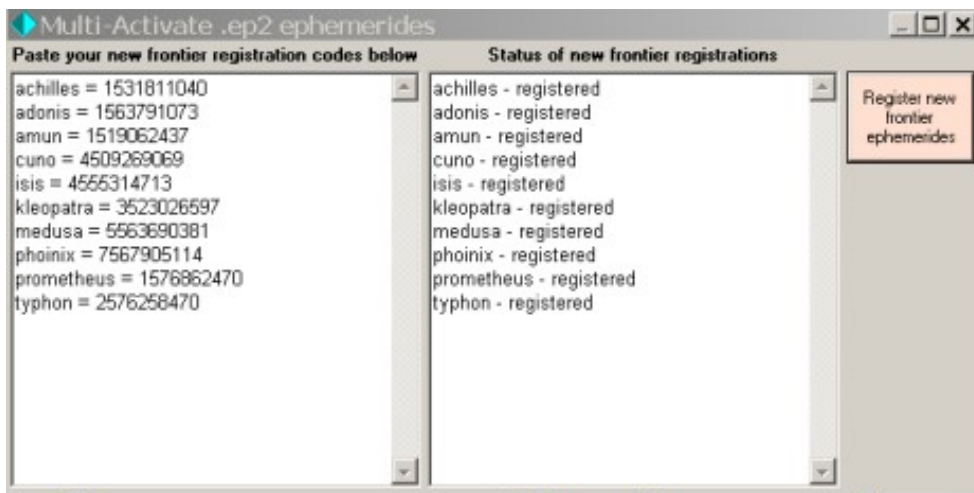 Multi-Activate .ep2 ephemerides
Paste your new frontier registration codes below
achilles = 1531811040
adonis = 1563791073
amun = 1519062437
cuno = 4509269069
isis = 4555314713
kleopatra = 3523026597
medusa = 5563690381
phoinix = 7567905114
prometheus = 1576862470
typhon = 2576258470
Status of new frontier registrations
achilles - registered
adonis - registered
amun - registered
cuno - registered
isis - registered
kleopatra - registered
medusa - registered
phoinix - registered
prometheus - registered
typhon - registered
Register new
frontier
ephemerides